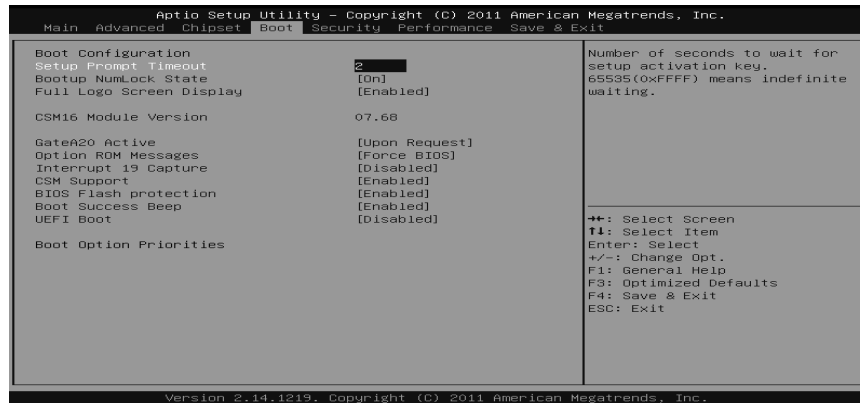 Aptio Setup Utility – Copyright (C) 2011 American Megatrends, Inc.
Main Advanced Chipset Boot Security Performance Save & Exit
Boot Configuration
Setup Prompt Timeout 2
Bootup NumLock State [On]
Full Logo Screen Display [Enabled]
CSM16 Module Version 07.68
GateA20 Active [Upon Request]
Option ROM Messages [Force BIOS]
Interrupt 19 Capture [Disabled]
CSM Support [Enabled]
BIOS Flash protection [Enabled]
Boot Success Beep [Enabled]
UEFI Boot [Disabled]
Boot Option Priorities
Number of seconds to wait for
setup activation key.
65535(0xFFFF) means indefinite
waiting.
→←: Select Screen
↑↓: Select Item
Enter: Select
+/-: Change Opt.
F1: General Help
F3: Optimized Defaults
F4: Save & Exit
ESC: Exit
Version 2.14.1219. Copyright (C) 2011 American Megatrends, Inc.